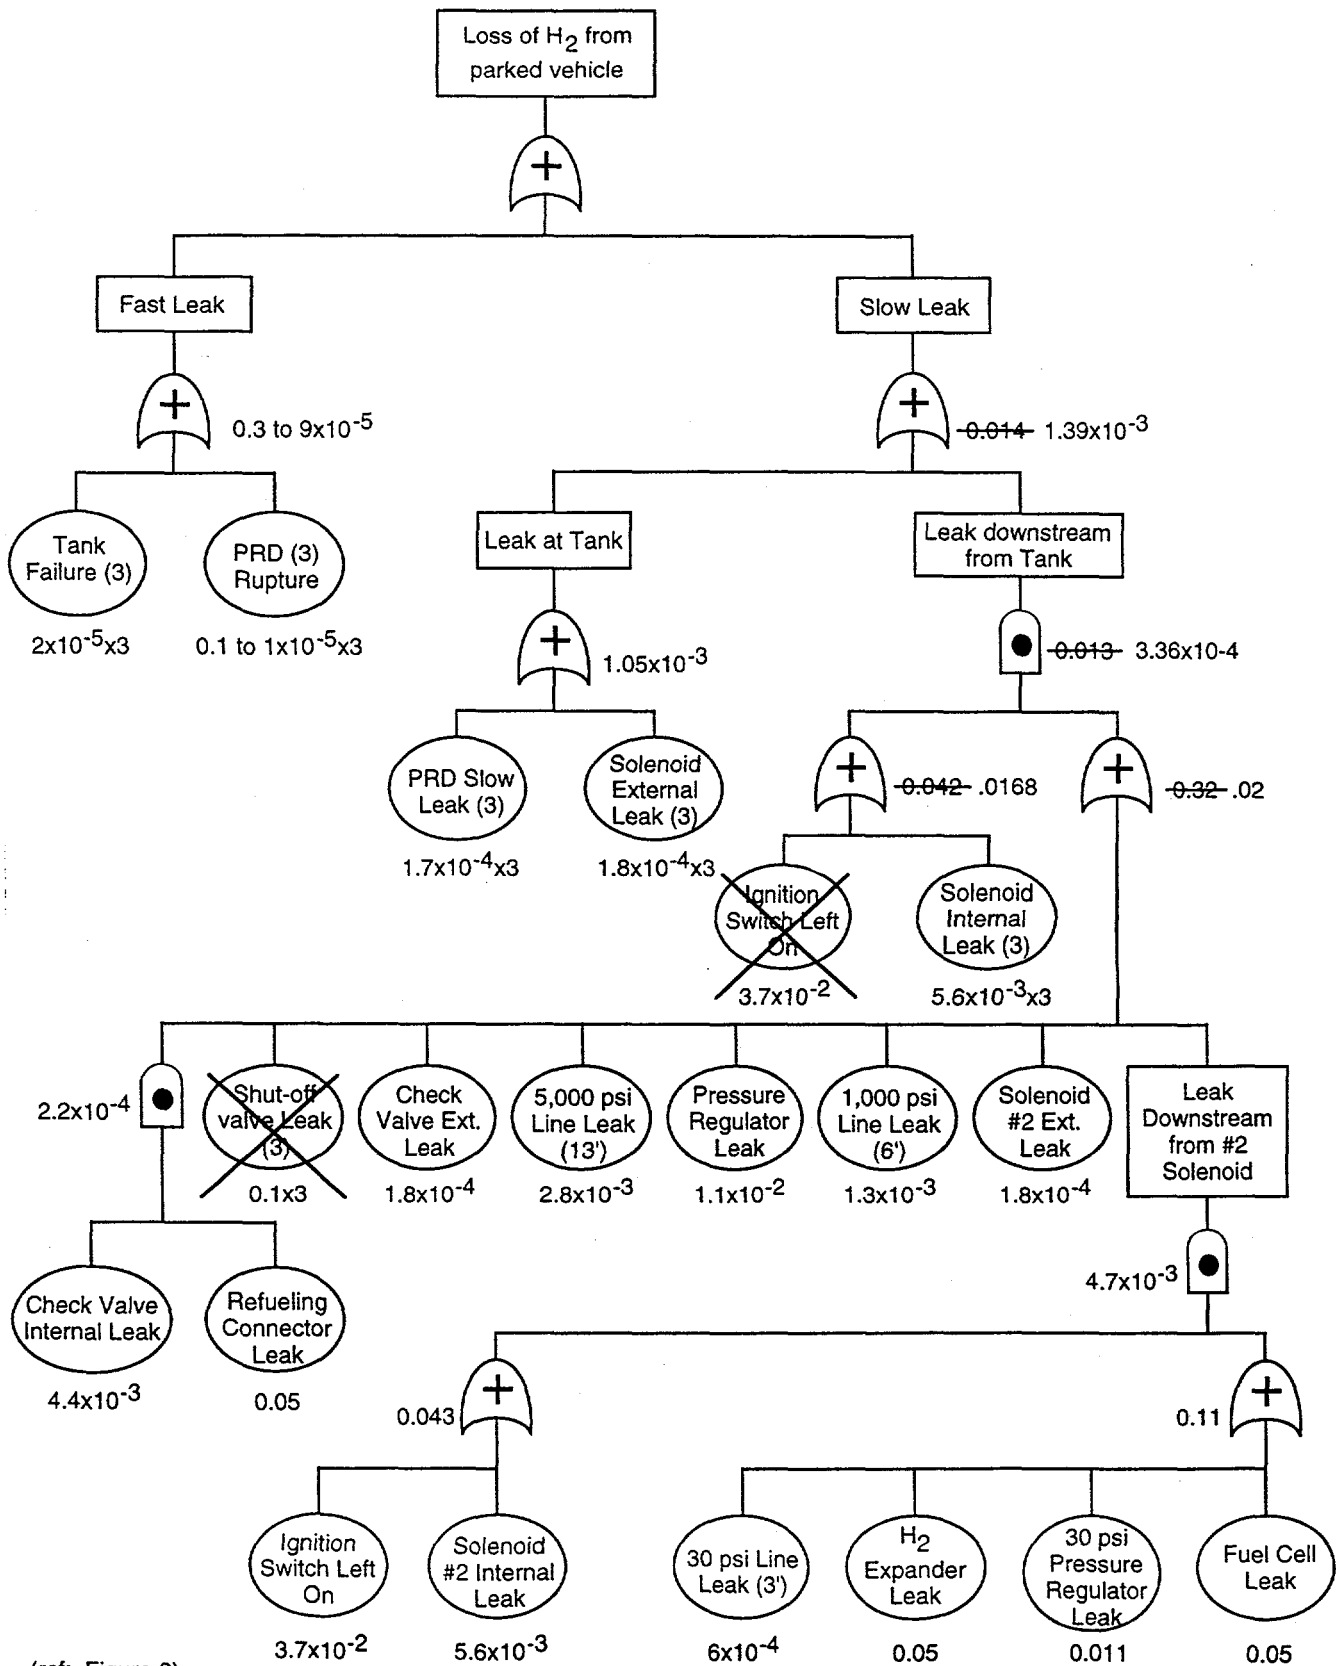 Loss of H2 from
parked vehicle
+
Fast Leak
Slow Leak
+
0.3 to 9x10-5
+
0.014 1.39x10-3
Tank
Failure (3)
2x10-5x3
PRD (3)
Rupture
0.1 to 1x10-5x3
Leak at Tank
Leak downstream
from Tank
+
1.05x10-3
0.013 3.36x10-4
PRD Slow
Leak (3)
1.7x10-4x3
Solenoid
External
Leak (3)
1.8x10-4x3
+
0.042 .0168
+
0.32 .02
Ignition
Switch Left
On
3.7x10-2
Solenoid
Internal
Leak (3)
5.6x10-3x3
2.2x10-4
Shut-off
valve Leak
(3)
0.1x3
Check
Valve Ext.
Leak
1.8x10-4
5,000 psi
Line Leak
(13')
2.8x10-3
Pressure
Regulator
Leak
1.1x10-2
1,000 psi
Line Leak
(6')
1.3x10-3
Solenoid
#2 Ext.
Leak
1.8x10-4
Leak
Downstream
from #2
Solenoid
4.7x10-3
Check Valve
Internal Leak
4.4x10-3
Refueling
Connector
Leak
0.05
+
0.043
+
0.11
Ignition
Switch Left
On
3.7x10-2
Solenoid
#2 Internal
Leak
5.6x10-3
30 psi Line
Leak (3')
6x10-4
H2
Expander
Leak
0.05
30 psi
Pressure
Regulator
Leak
0.011
Fuel Cell
Leak
0.05